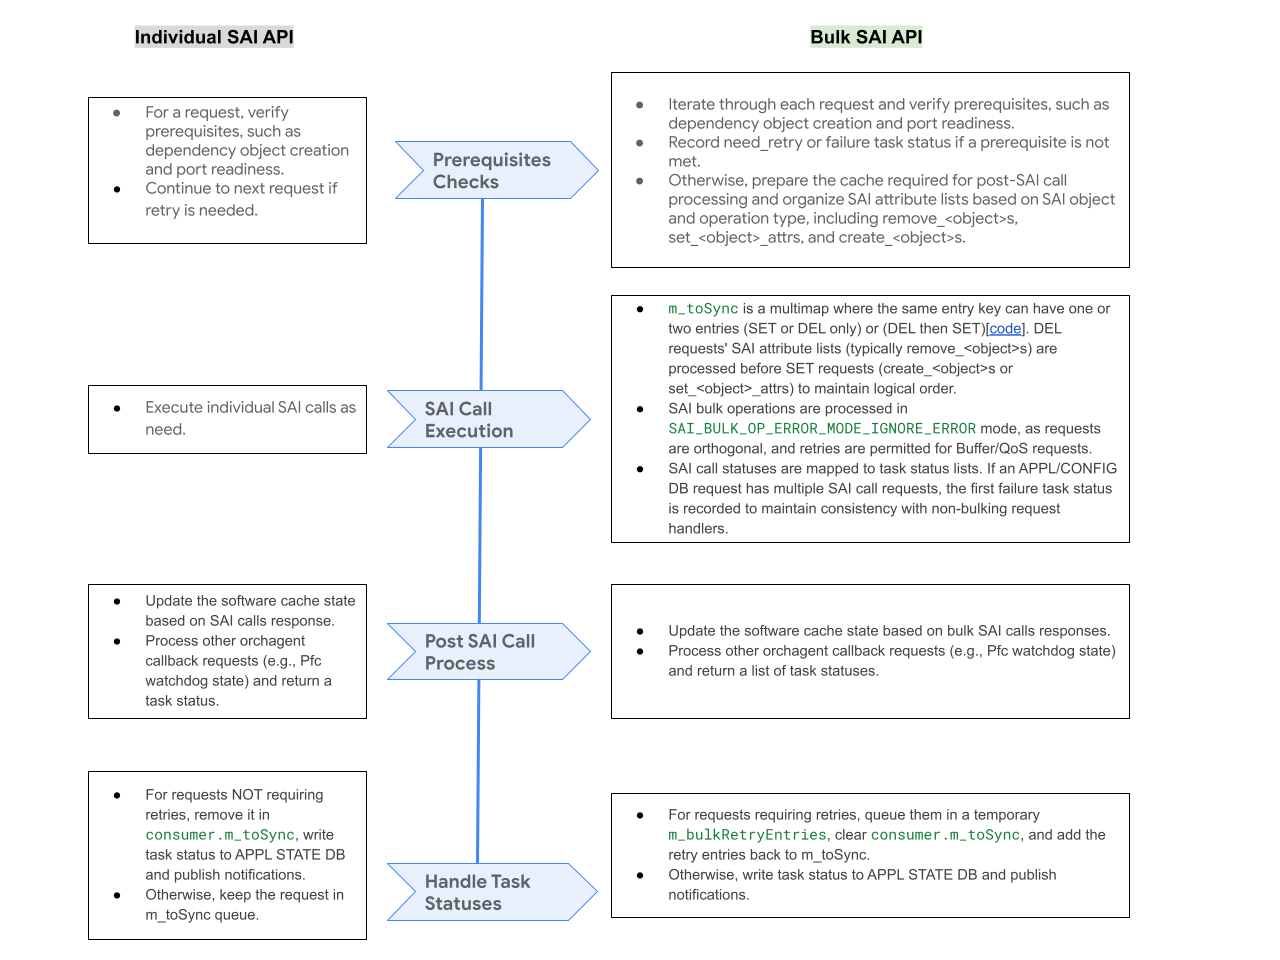 Individual SAI API
Bulk SAI API
● For a request, verify
prerequisites, such as
dependency object creation
and port readiness.
● Continue to next request if
retry is needed.
Prerequisites
Checks
● Iterate through each request and verify prerequisites, such as
dependency object creation and port readiness.
● Record need_retry or failure task status if a prerequisite is not
met.
● Otherwise, prepare the cache required for post-SAI call
processing and organize SAI attribute lists based on SAI object
and operation type, including remove_<object>s,
set_<object>_attrs, and create_<object>s.
● Execute individual SAI calls as
need.
SAI Call
Execution
● m_toSync is a multimap where the same entry key can have one or
two entries (SET or DEL only) or (DEL then SET)[code]. DEL
requests' SAI attribute lists (typically remove_<object>s) are
processed before SET requests (create_<object>s or
set_<object>_attrs) to maintain logical order.
● SAI bulk operations are processed in
SAI_BULK_OP_ERROR_MODE_IGNORE_ERROR mode, as requests
are orthogonal, and retries are permitted for Buffer/QoS requests.
● SAI call statuses are mapped to task status lists. If an APPL/CONFIG
DB request has multiple SAI call requests, the first failure task status
is recorded to maintain consistency with non-bulking request
handlers.
● Update the software cache state
based on SAI calls response.
● Process other orchagent
callback requests (e.g., Pfc
watchdog state) and return a
task status.
Post SAI Call
Process
● Update the software cache state based on bulk SAI calls responses.
● Process other orchagent callback requests (e.g., Pfc watchdog state)
and return a list of task statuses.
● For requests NOT requiring
retries, remove it in
consumer.m_toSync, write
task status to APPL STATE DB
and publish notifications.
● Otherwise, keep the request in
m_toSync queue.
Handle Task
Statuses
● For requests requiring retries, queue them in a temporary
m_bulkRetryEntries, clear consumer.m_toSync, and add the
retry entries back to m_toSync.
● Otherwise, write task status to APPL STATE DB and publish
notifications.